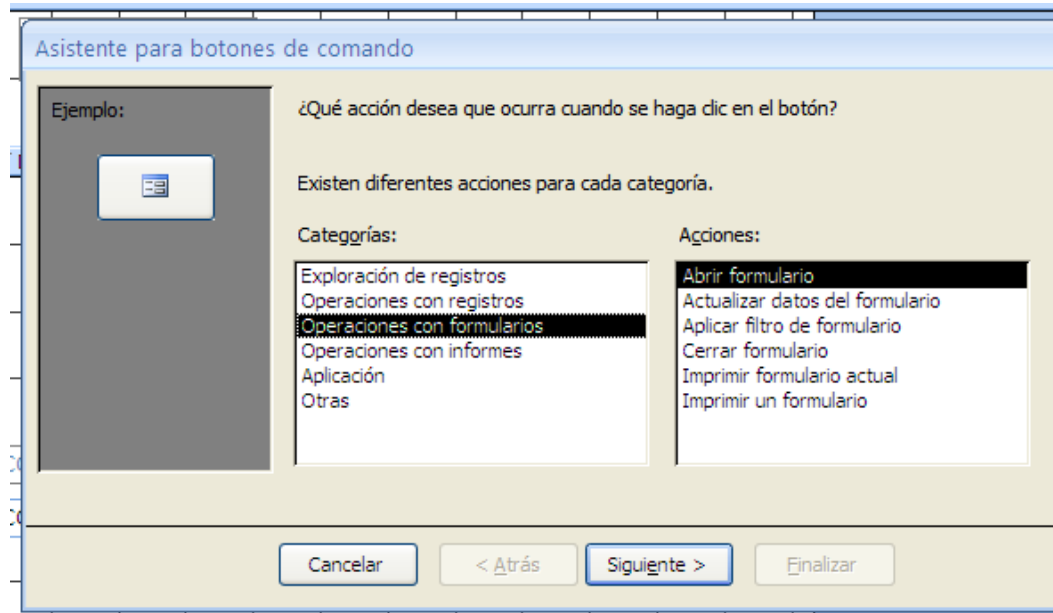 Asistente para botones de comando
Ejemplo:
¿Qué acción desea que ocurra cuando se haga clic en el botón?
Existen diferentes acciones para cada categoría.
Categorías:
Exploración de registros
Operaciones con registros
Operaciones con formularios
Operaciones con informes
Aplicación
Otras
Acciones:
Abrir formulario
Actualizar datos del formulario
Aplicar filtro de formulario
Cerrar formulario
Imprimir formulario actual
Imprimir un formulario
Cancelar
< Atrás
Siguiente >
Finalizar